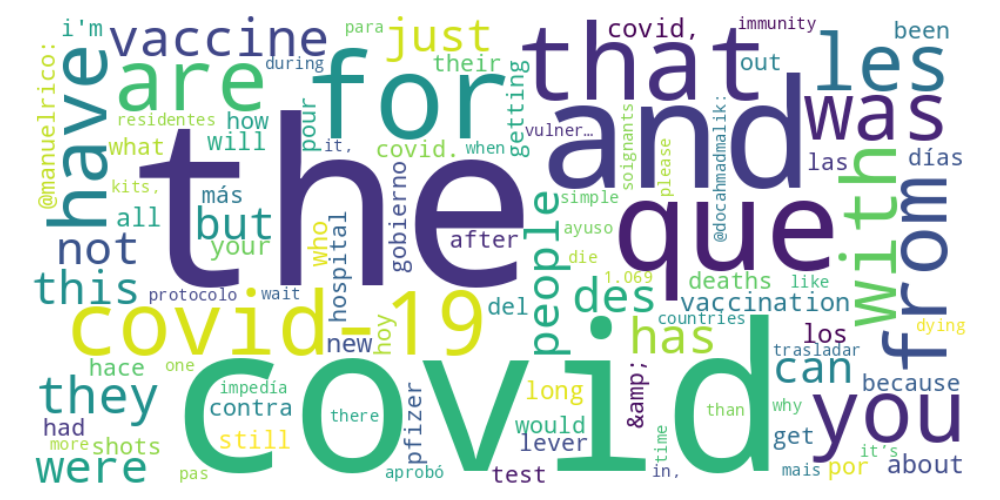 i'm
vaccine
para
just
that
covid,
immunity
les
been
are
during
for
their
out
was
have
@manuelrico:
residentes
how
what
will
pour
it,
covid.
when
getting
vulner…
and
soignants
please
@docahmadmalik:
las
días
with
from
kits,
the
más
all
but
your
not
who
gobierno
hospital
after
people
simple
ayuso
que
die
1.069
deaths
like
this
protocolo
wait
des
vaccination
countries
covid-19
del
has
los
dying
new
hoy
trasladar
can
hace
one
covid
because
they
impedía
contra
there
pfizer
long
&amp;
than
why
you
had
still
would
time
get
more
shots
lever
it's
about
were
pas
aprobó
test
in,
mais
por